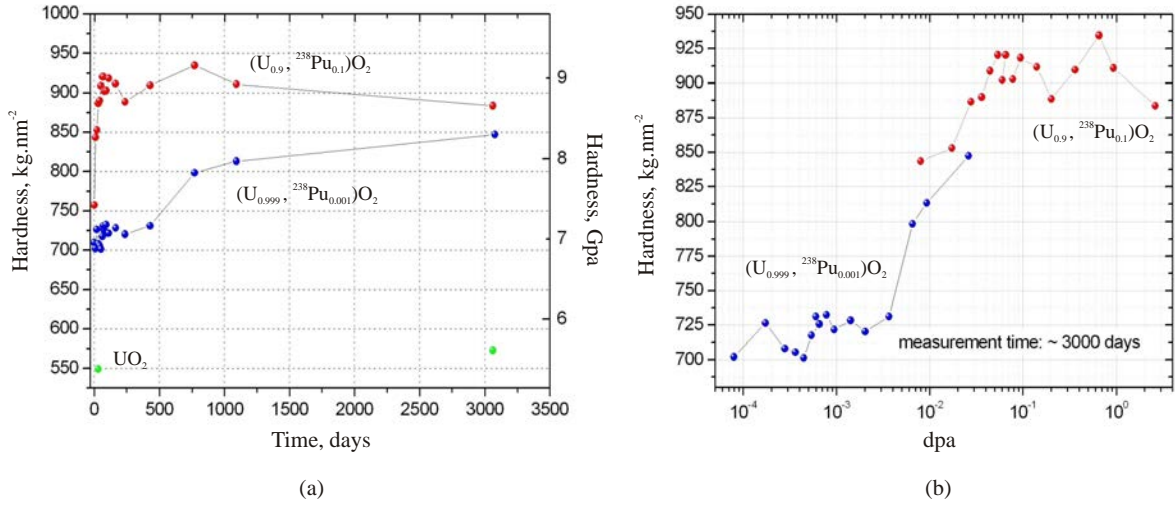 1000
950
900
850
800
750
700
650
600
550
Hardness, kg.nm⁻²
9
8
7
6
Hardness, Gpa
(U₀.₉, ²³⁸Pu₀.₁)O₂
(U₀.₉₉₉, ²³⁸Pu₀.₀₀₁)O₂
UO₂
0 500 1000 1500 2000 2500 3000 3500
Time, days
(a)
950
925
900
875
850
825
800
775
750
725
700
Hardness, kg.nm⁻²
(U₀.₉, ²³⁸Pu₀.₁)O₂
(U₀.₉₉₉, ²³⁸Pu₀.₀₀₁)O₂
measurement time: ~ 3000 days
10⁻⁴ 10⁻³ 10⁻² 10⁻¹ 10⁰
dpa
(b)